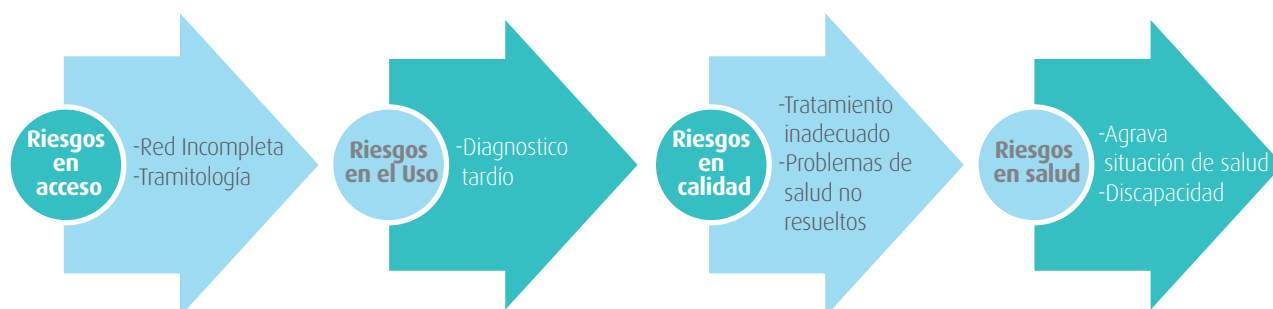 Riesgos
en
acceso
-Red Incompleta
-Tramitología
Riesgos
en el Uso
-Diagnostico
tardío
Riesgos
en
calidad
-Tratamiento
inadecuado
-Problemas de
salud no
resueltos
Riesgos
en salud
-Agrava
situación de salud
-Discapacidad